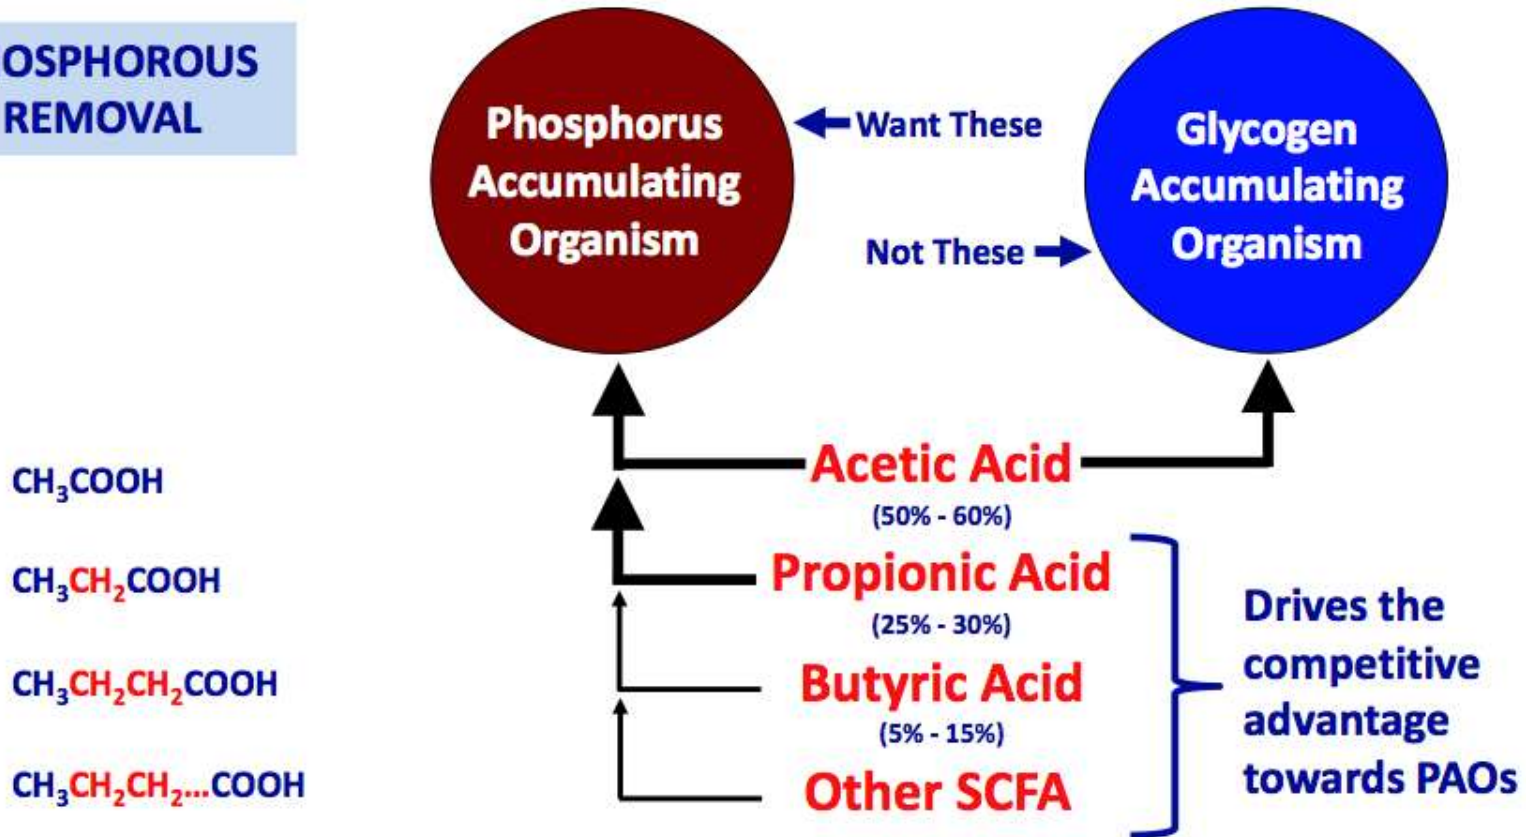 OSPHOROUS
REMOVAL
Phosphorus
Accumulating
Organism
Want These
Not These
Glycogen
Accumulating
Organism
CH₃COOH
Acetic Acid
(50% - 60%)
CH₃CH₂COOH
Propionic Acid
(25% - 30%)
CH₃CH₂CH₂COOH
Butyric Acid
(5% - 15%)
CH₃CH₂CH₂...COOH
Other SCFA
Drives the
competitive
advantage
towards PAOs